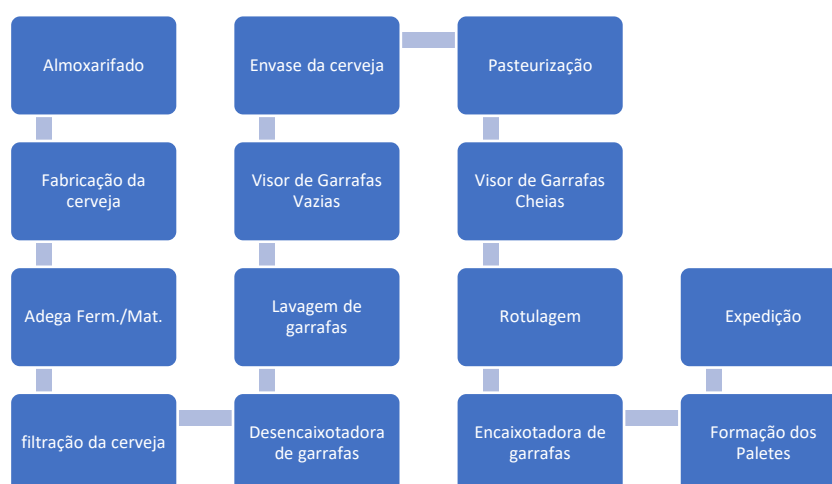 Almoxarifado
Fabricação da
cerveja
Adega Ferm./Mat.
filtração da cerveja
Desencaixotadora
de garrafas
Lavagem de
garrafas
Visor de Garrafas
Vazias
Envase da cerveja
Pasteurização
Visor de Garrafas
Cheias
Rotulagem
Encaixotadora de
garrafas
Formação dos
Paletes
Expedição